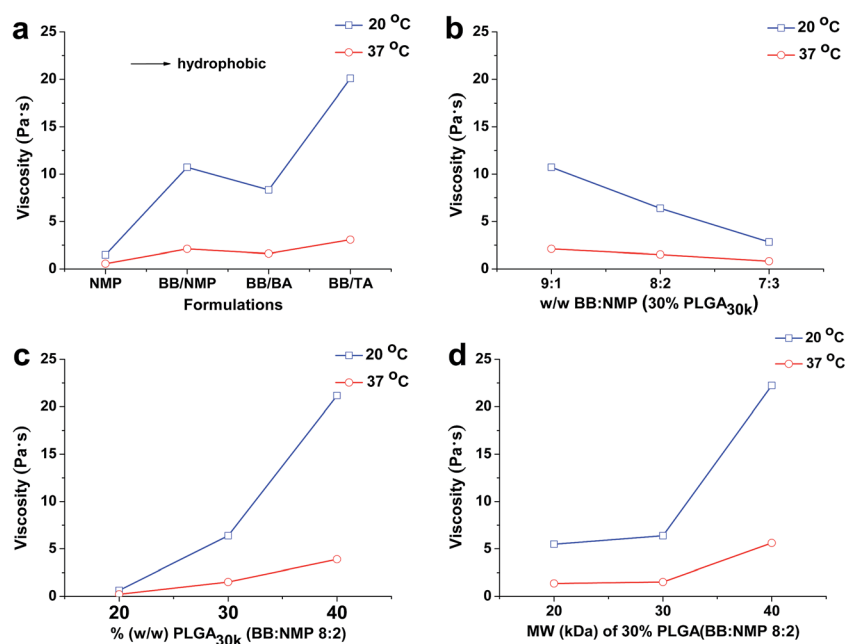 a
20 °C
37 °C
hydrophobic
25
20
15
10
5
0
Viscosity (Pa·s)
NMP BB/NMP BB/BA BB/TA
Formulations
b
20 °C
37 °C
25
20
15
10
5
0
Viscosity (Pa·s)
9:1 8:2 7:3
w/w BB:NMP (30% PLGA30k)
c
20 °C
37 °C
25
20
15
10
5
0
Viscosity (Pa·s)
20 30 40
% (w/w) PLGA30k (BB:NMP 8:2)
d
20 °C
37 °C
25
20
15
10
5
0
Viscosity (Pa·s)
20 30 40
MW (kDa) of 30% PLGA(BB:NMP 8:2)